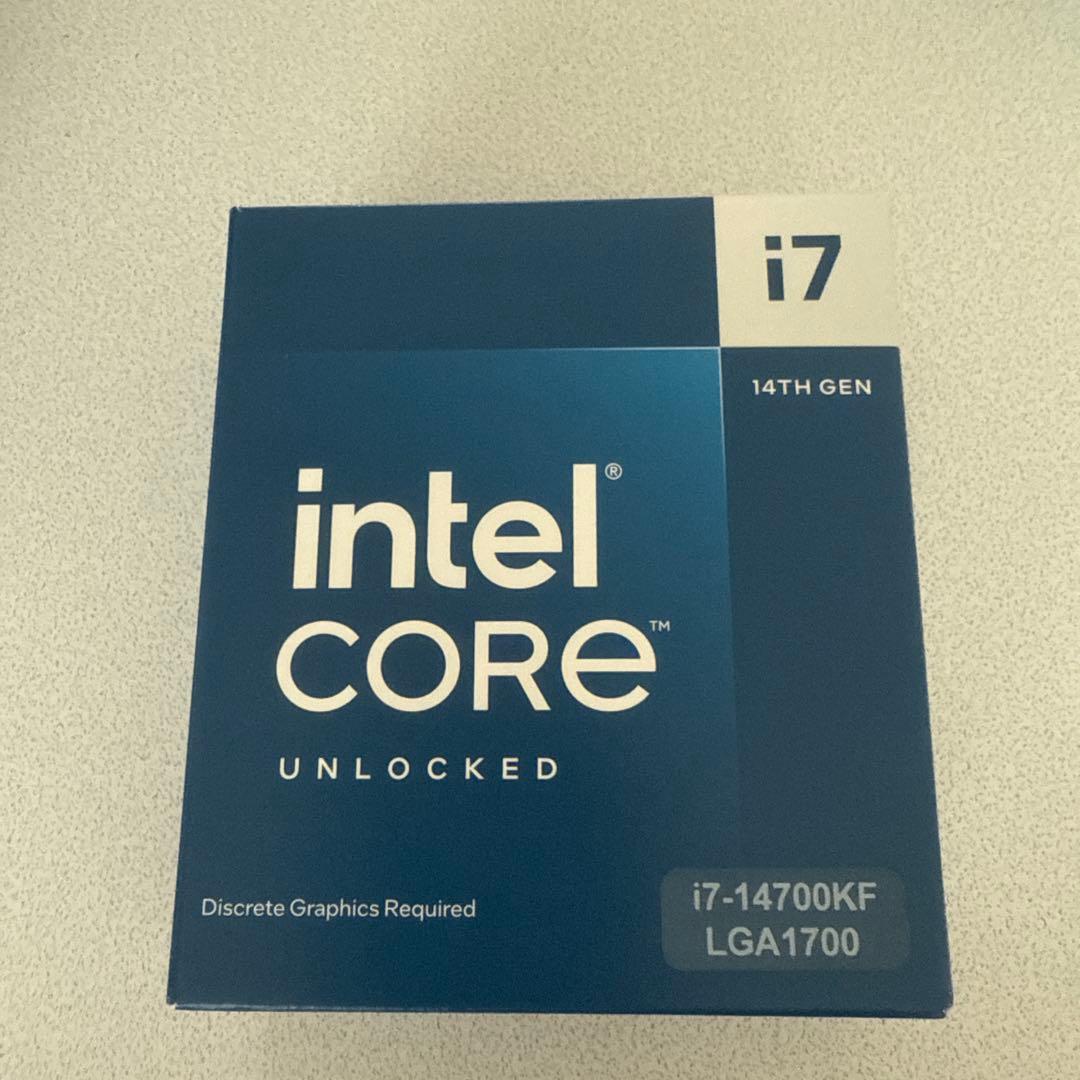 i7
14TH GEN
intel®
CORE™
UNLOCKED
Discrete Graphics Required
i7-14700KF
LGA1700